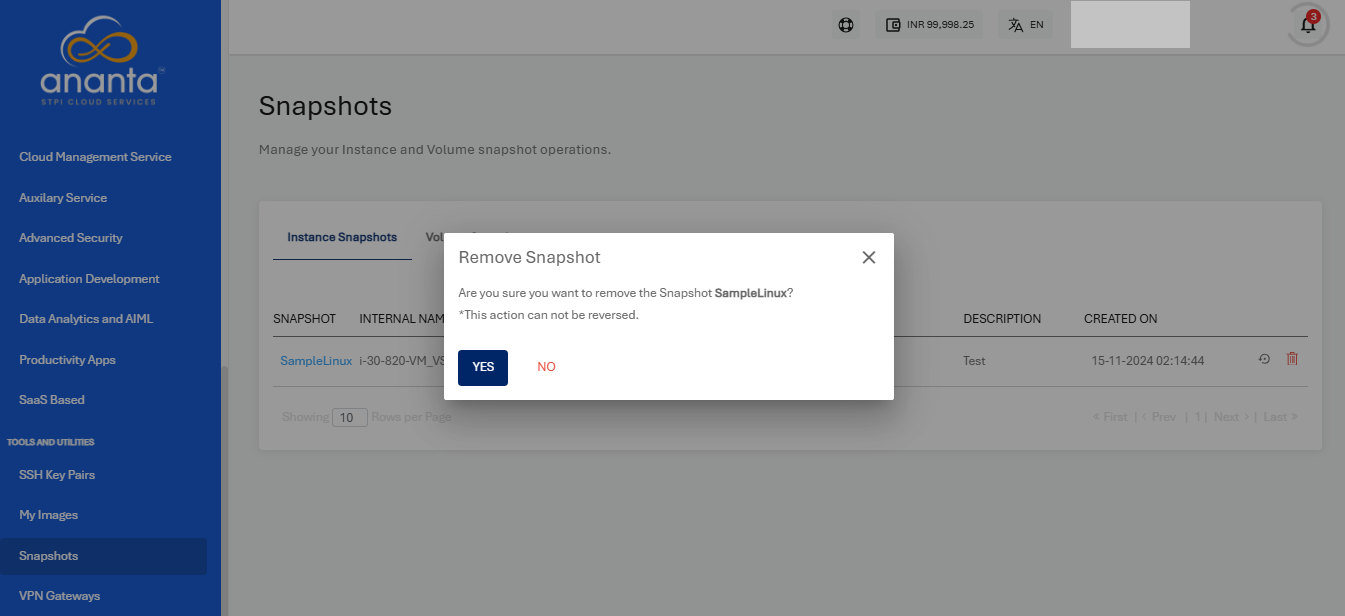 ananta
STPI CLOUD SERVICES
Cloud Management Service
Auxilary Service
Advanced Security
Application Development
Data Analytics and AIML
Productivity Apps
SaaS Based
TOOLS AND UTILITIES
SSH Key Pairs
My Images
Snapshots
VPN Gateways
INR 99,998.25
EN
3
Snapshots
Manage your Instance and Volume snapshot operations.
Instance Snapshots
Remove Snapshot
Are you sure you want to remove the Snapshot SampleLinux?
*This action can not be reversed.
YES NO
SNAPSHOT INTERNAL NAM DESCRIPTION CREATED ON
SampleLinux i-30-820-VM_VS Test 15-11-2024 02:14:44
Showing 10 Rows per Page « First | ‹ Prev | 1 | Next › | Last »